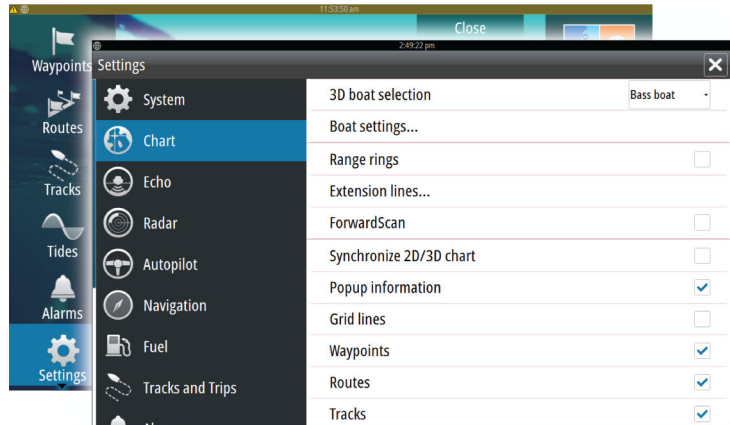 11:53:50 am
Close
Waypoints
Routes
Tracks
Tides
Alarms
Settings
2:49:22 pm
Settings
System
Chart
Echo
Radar
Autopilot
Navigation
Fuel
Tracks and Trips
3D boat selection Bass boat
Boat settings...
Range rings
Extension lines...
ForwardScan
Synchronize 2D/3D chart
Popup information
Grid lines
Waypoints
Routes
Tracks